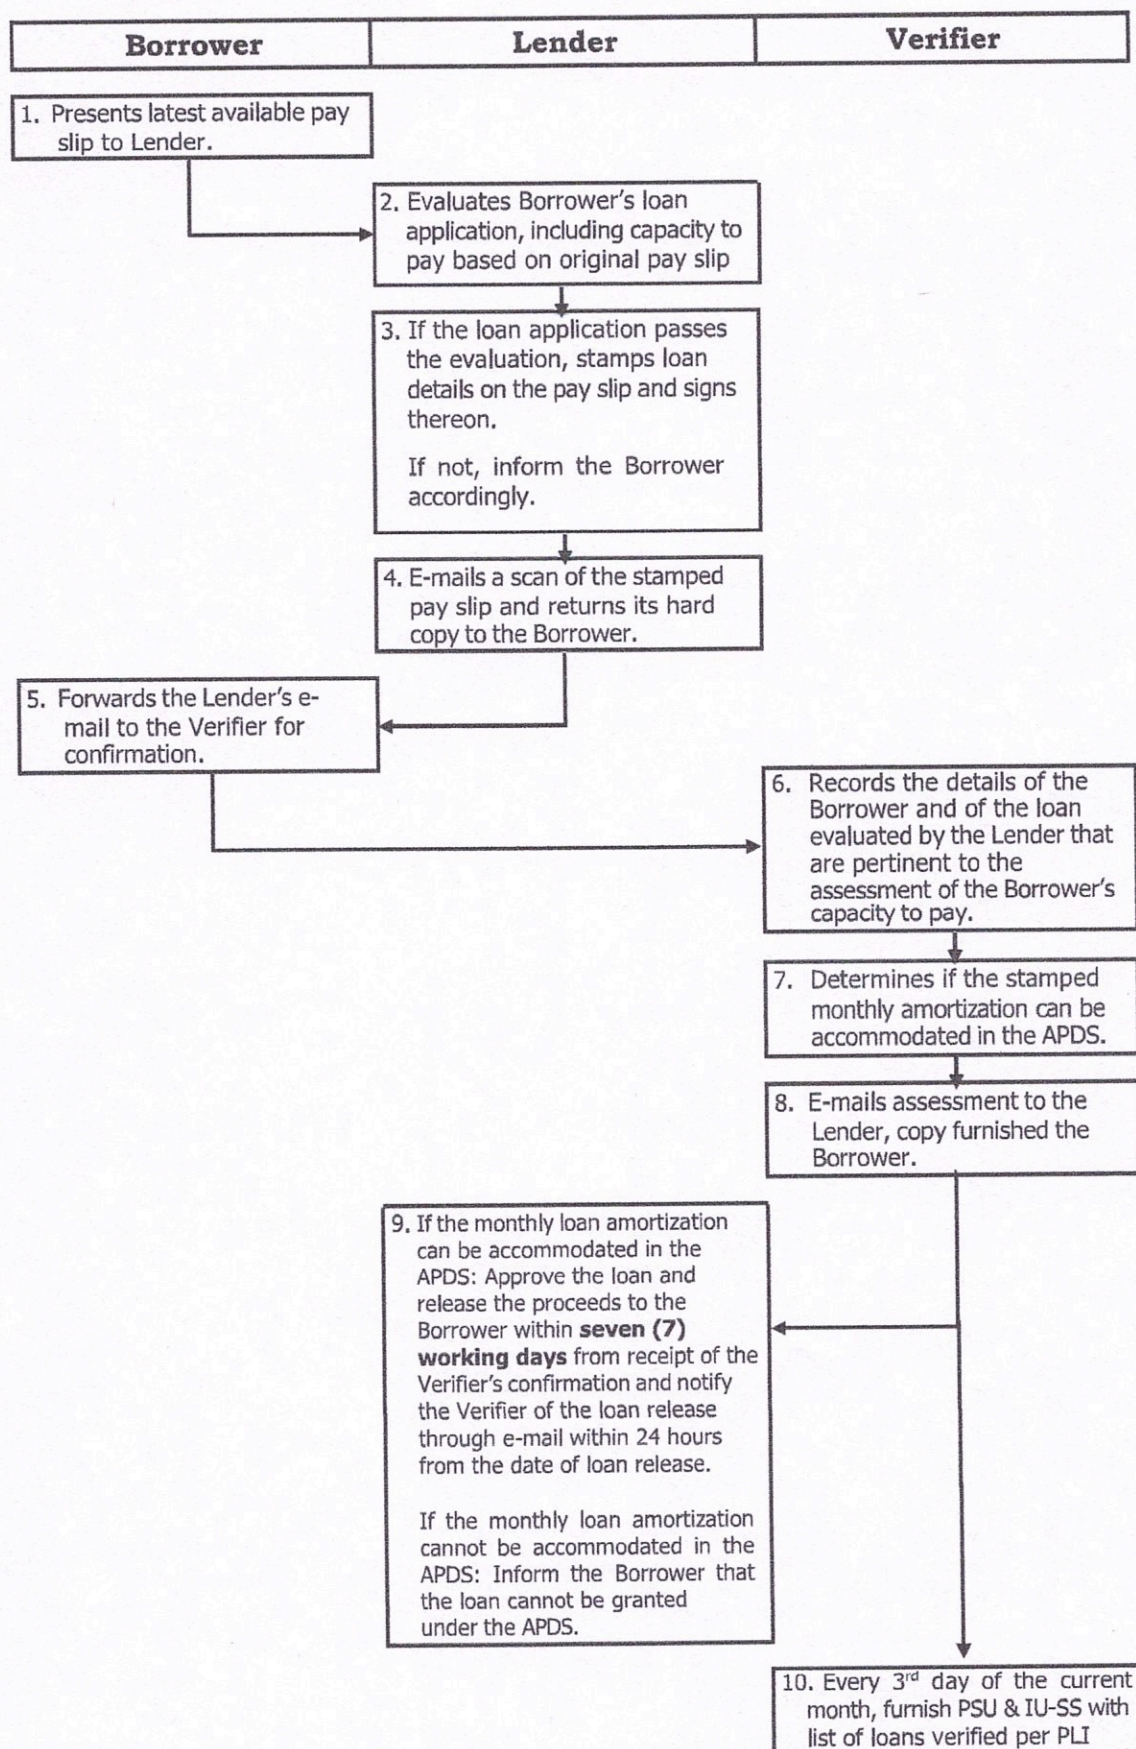 Borrower
Lender
Verifier
1. Presents latest available pay
slip to Lender.
2. Evaluates Borrower's loan
application, including capacity to
pay based on original pay slip
3. If the loan application passes
the evaluation, stamps loan
details on the pay slip and signs
thereon.
If not, inform the Borrower
accordingly.
4. E-mails a scan of the stamped
pay slip and returns its hard
copy to the Borrower.
5. Forwards the Lender's e-
mail to the Verifier for
confirmation.
6. Records the details of the
Borrower and of the loan
evaluated by the Lender that
are pertinent to the
assessment of the Borrower's
capacity to pay.
7. Determines if the stamped
monthly amortization can be
accommodated in the APDS.
8. E-mails assessment to the
Lender, copy furnished the
Borrower.
9. If the monthly loan amortization
can be accommodated in the
APDS: Approve the loan and
release the proceeds to the
Borrower within seven (7)
working days from receipt of the
Verifier's confirmation and notify
the Verifier of the loan release
through e-mail within 24 hours
from the date of loan release.
If the monthly loan amortization
cannot be accommodated in the
APDS: Inform the Borrower that
the loan cannot be granted
under the APDS.
10. Every 3rd day of the current
month, furnish PSU & IU-SS with
list of loans verified per PLI